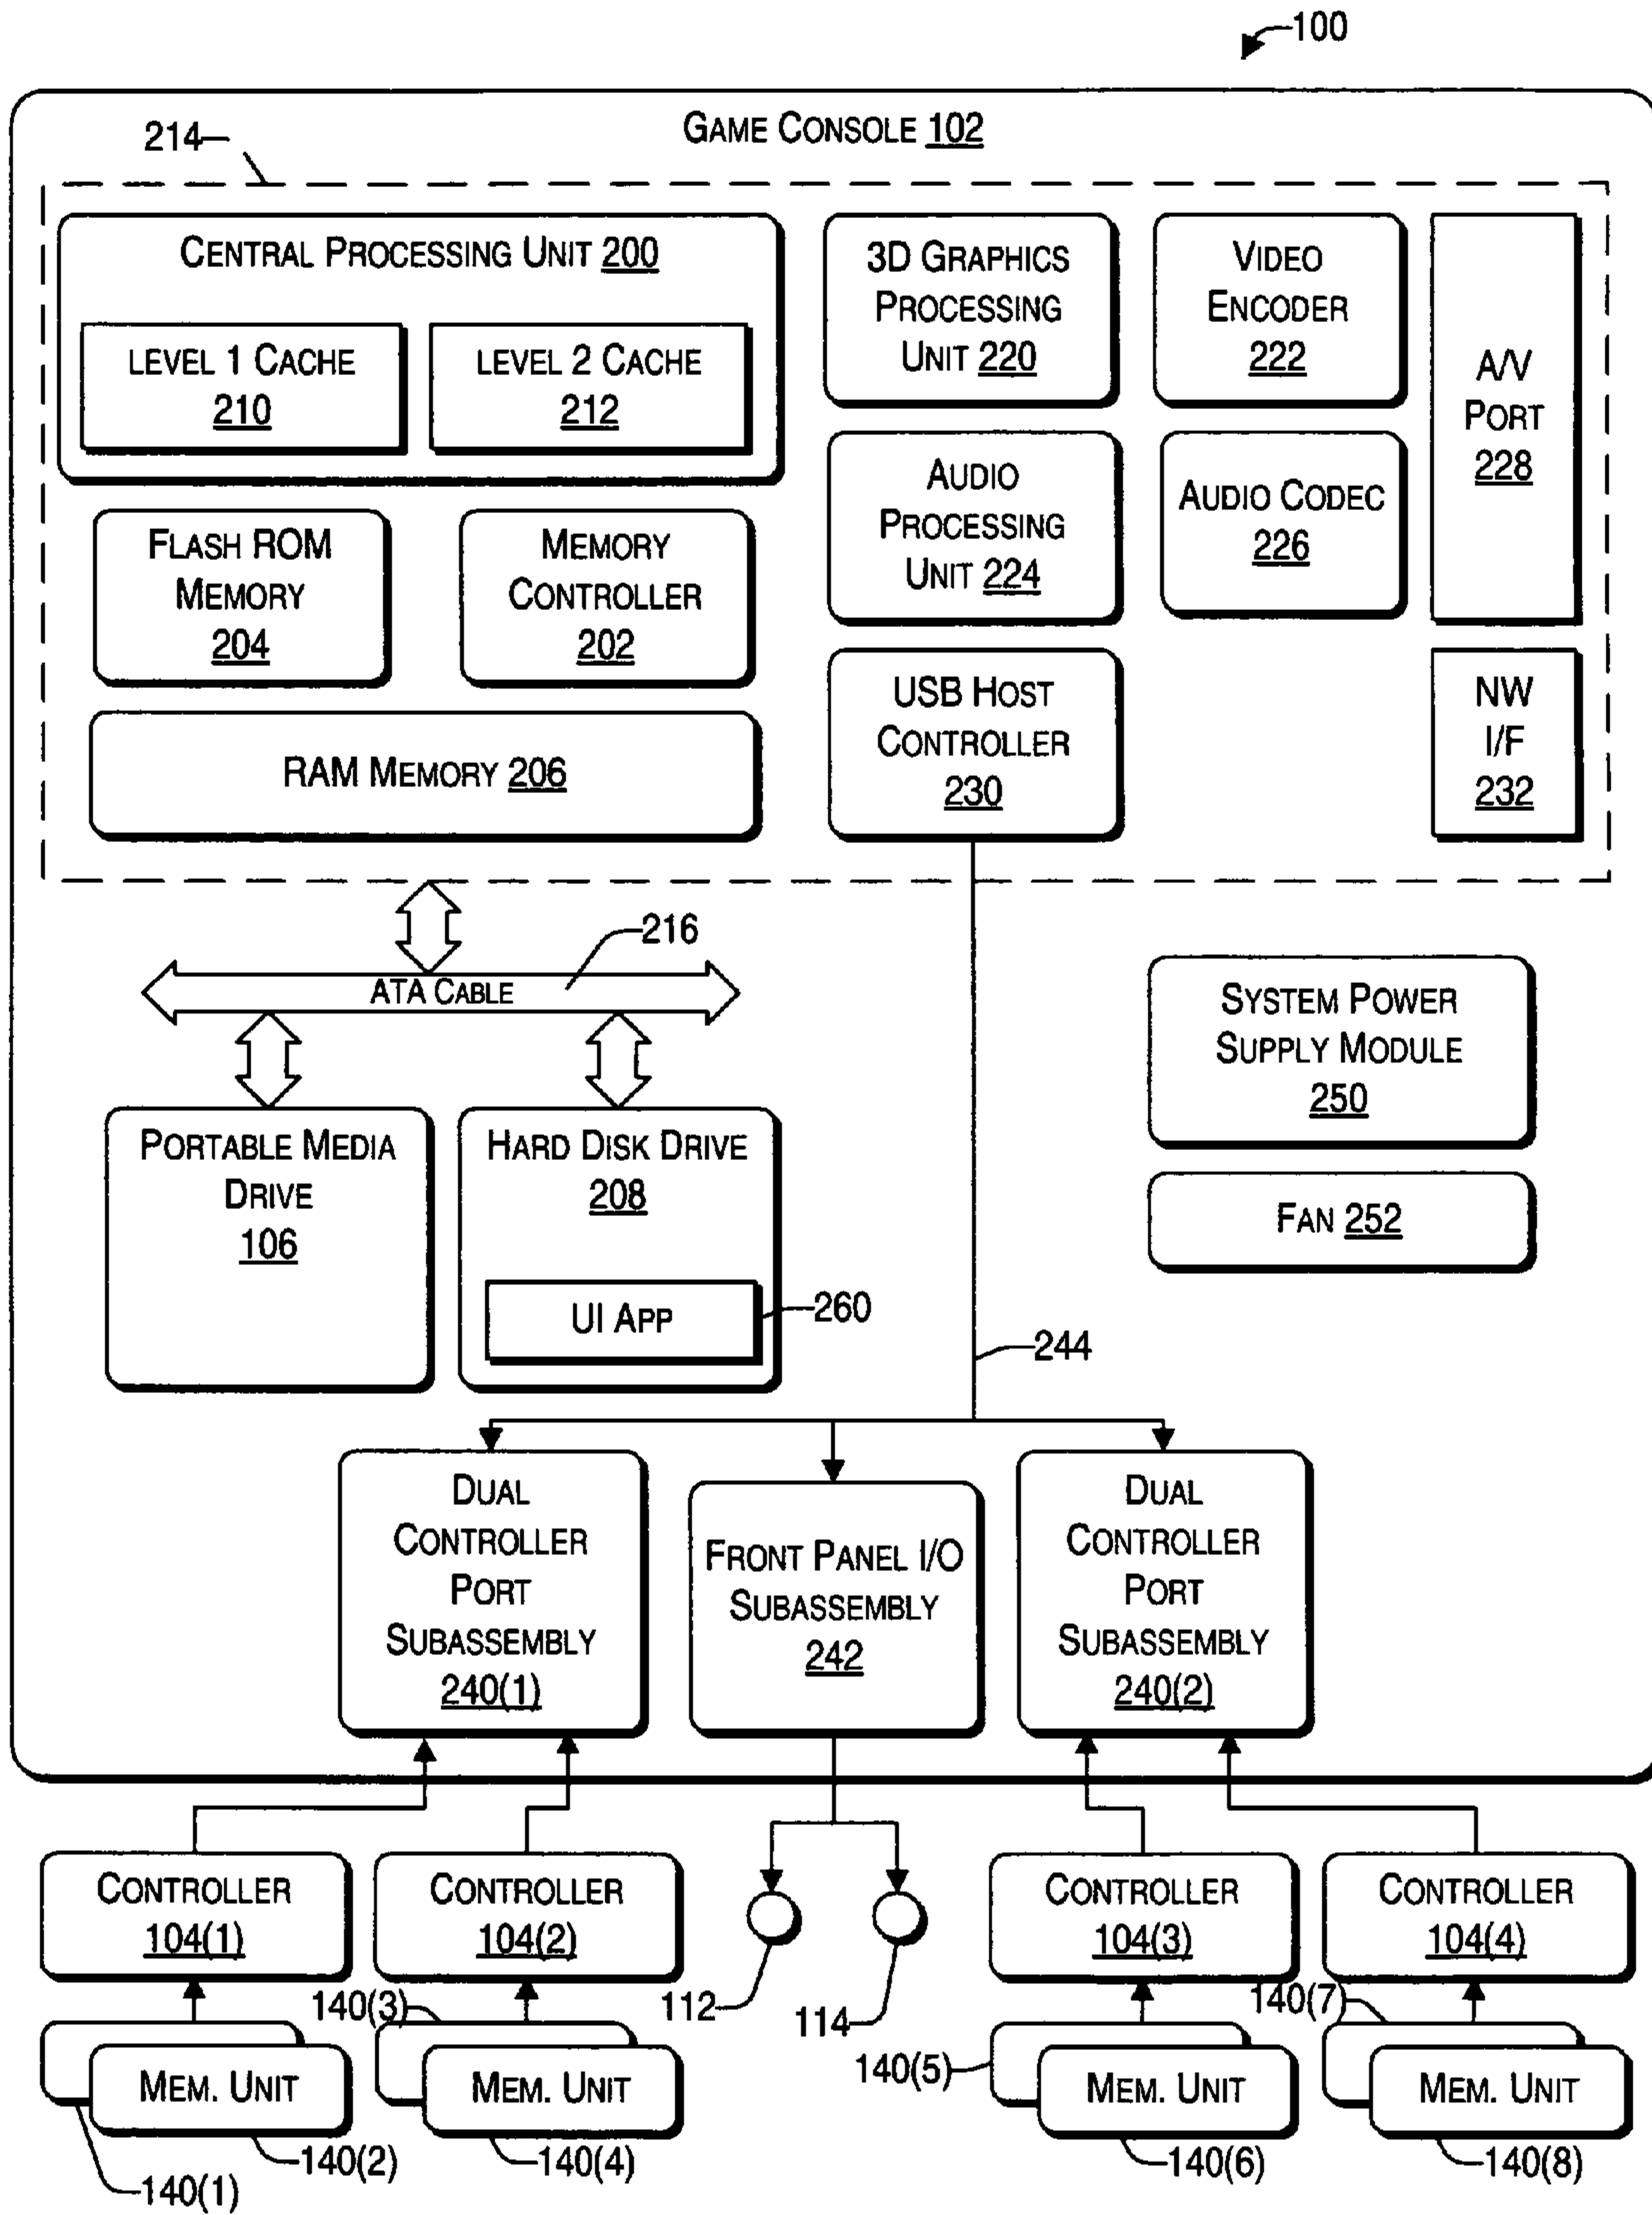 100
GAME CONSOLE 102
214
CENTRAL PROCESSING UNIT 200
LEVEL 1 CACHE
210
LEVEL 2 CACHE
212
3D GRAPHICS
PROCESSING
UNIT 220
VIDEO
ENCODER
222
A/V
PORT
228
AUDIO
PROCESSING
UNIT 224
AUDIO CODEC
226
FLASH ROM
MEMORY
204
MEMORY
CONTROLLER
202
USB HOST
CONTROLLER
230
NW
I/F
232
RAM MEMORY 206
216
ATA CABLE
SYSTEM POWER
SUPPLY MODULE
250
PORTABLE MEDIA
DRIVE
106
HARD DISK DRIVE
208
UI APP
260
FAN 252
244
DUAL
CONTROLLER
PORT
SUBASSEMBLY
240(1)
FRONT PANEL I/O
SUBASSEMBLY
242
DUAL
CONTROLLER
PORT
SUBASSEMBLY
240(2)
CONTROLLER
104(1)
CONTROLLER
104(2)
112
114
CONTROLLER
104(3)
CONTROLLER
104(4)
140(3)
140(7)
140(5)
MEM. UNIT
MEM. UNIT
MEM. UNIT
MEM. UNIT
140(2)
140(4)
140(6)
140(8)
140(1)